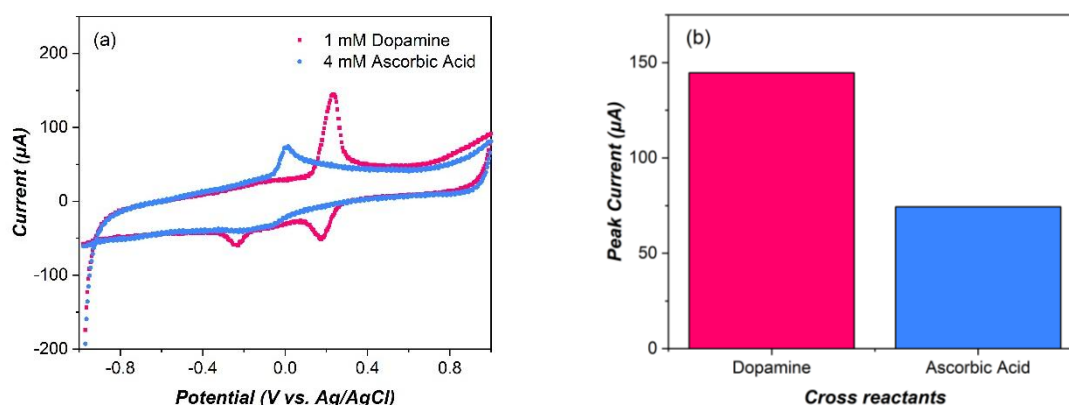 (a)
1 mM Dopamine
4 mM Ascorbic Acid
200
100
0
-100
-200
-0.8
-0.4
0.0
0.4
0.8
Current (µA)
Potential (V vs. Ag/AgCl)
(b)
150
100
50
0
Peak Current (µA)
Dopamine
Ascorbic Acid
Cross reactants